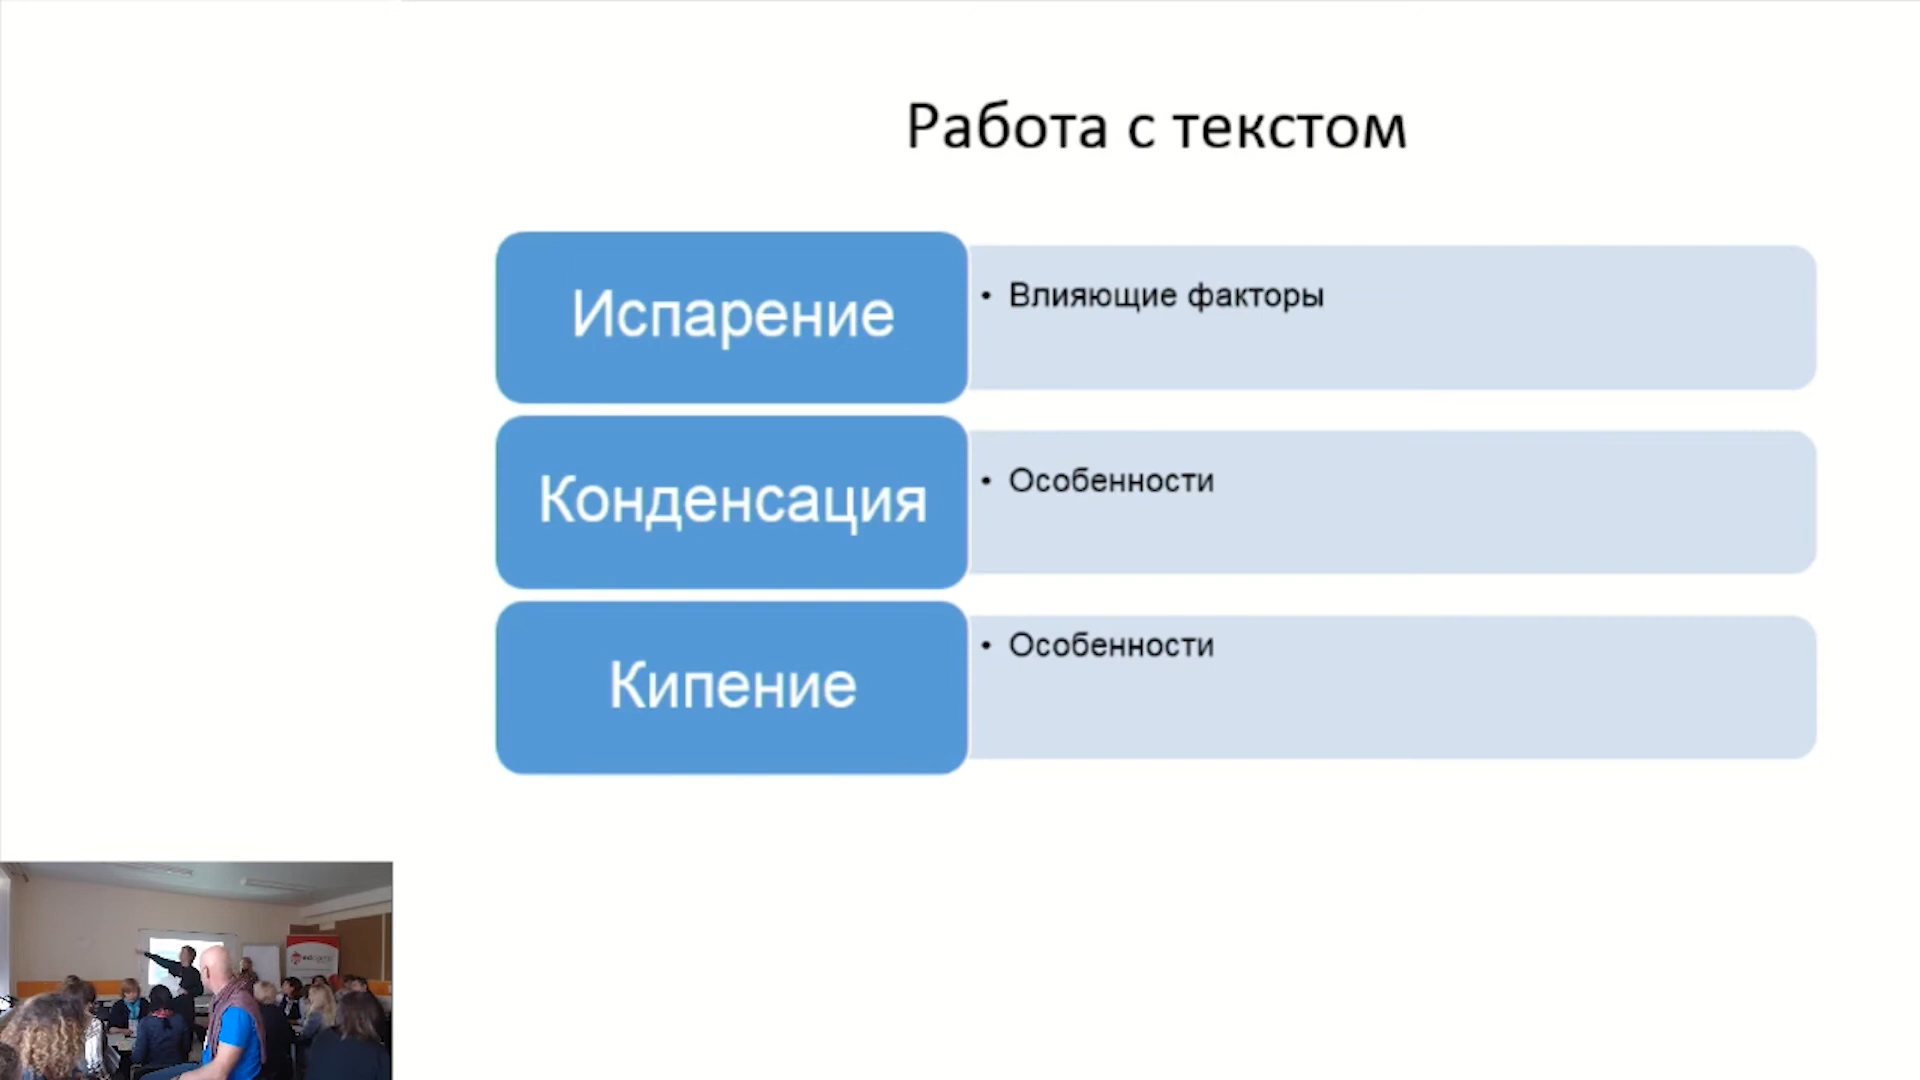 Работа с текстом
Испарение
• Влияющие факторы
Конденсация
• Особенности
Кипение
• Особенности